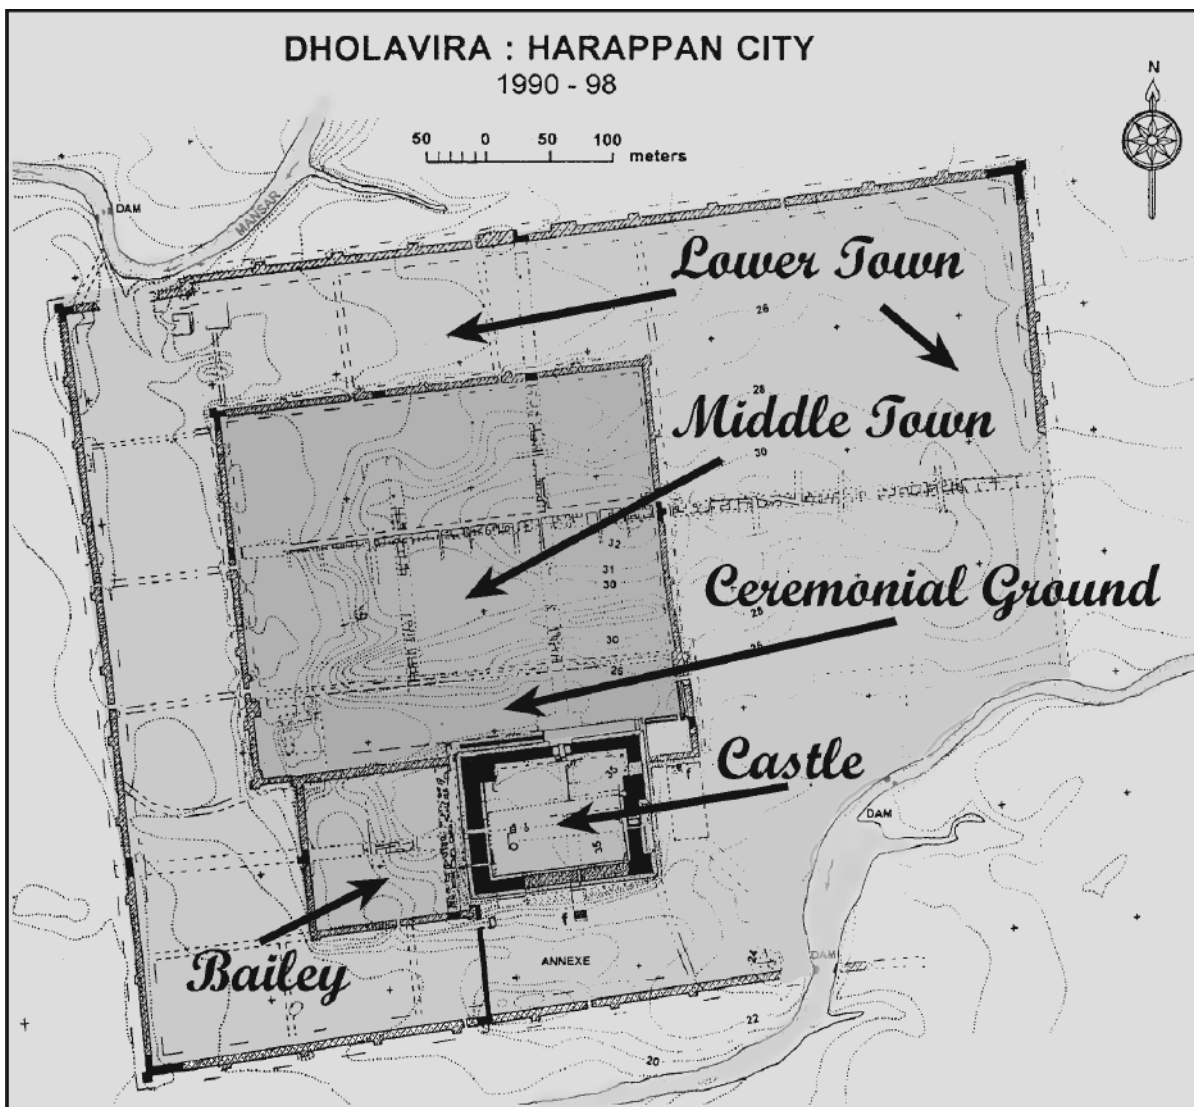 DHOLAVIRA : HARAPPAN CITY
1990 - 98
N
50 0 50 100
meters
DAM
MANSAR
Lower Town
26
28
Middle Town
30
32
31
30
Ceremonial Ground
28
30
26
Castle
35
DAM
f
Bailey
ANNEXE
24
DAM
22
20